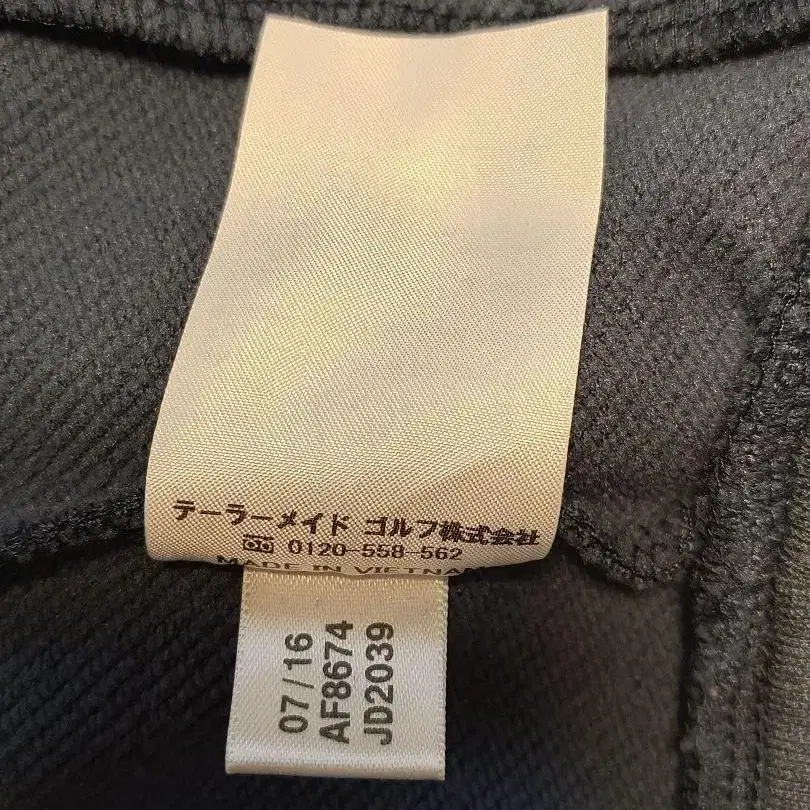 テーラーメイド ゴルフ株式会社
0120-558-562
MADE IN VIETNAM
07/16
AF8674
JD2039